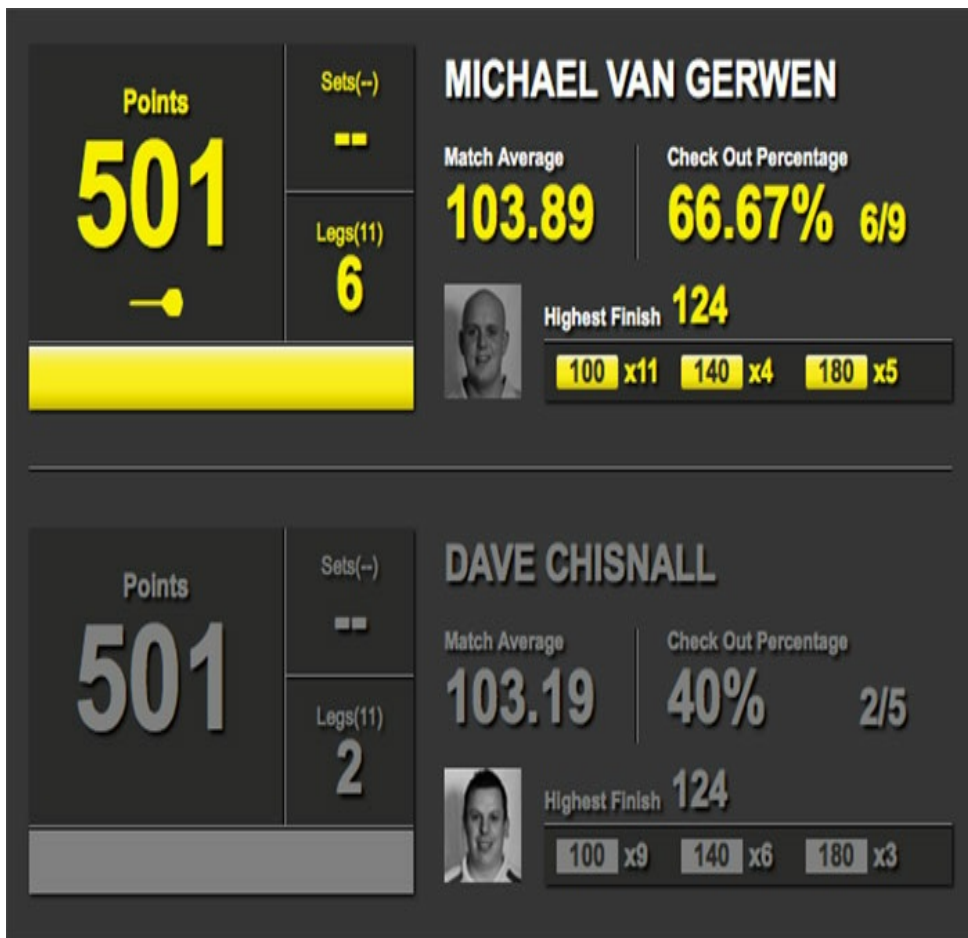 Points
501
Sets(--)
--
Legs(11)
6
MICHAEL VAN GERWEN
Match Average
103.89
Check Out Percentage
66.67% 6/9
Highest Finish 124
100 x11 140 x4 180 x5
Points
501
Sets(--)
--
Legs(11)
2
DAVE CHISNALL
Match Average
103.19
Check Out Percentage
40% 2/5
Highest Finish 124
100 x9 140 x6 180 x3